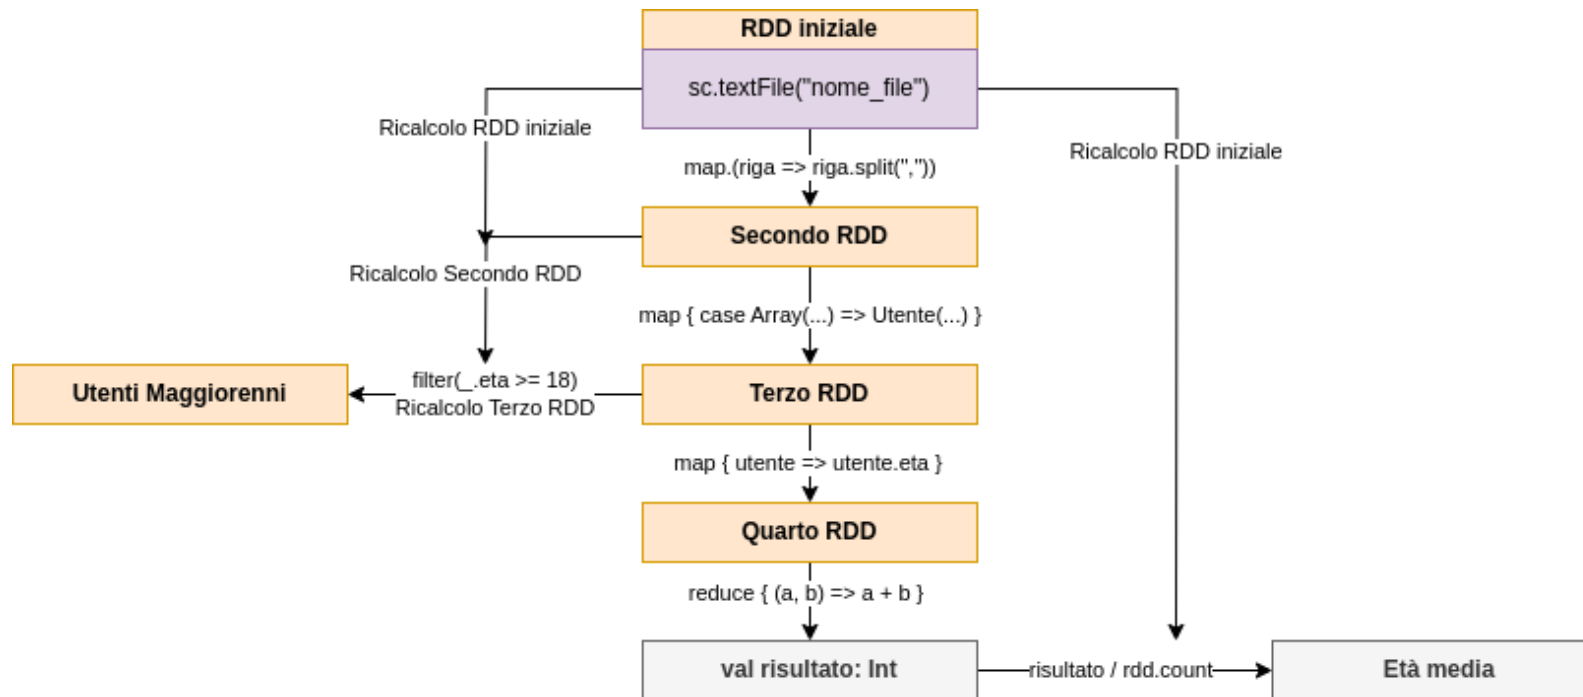 RDD iniziale
sc.textFile("nome_file")
Ricalcolo RDD iniziale
Ricalcolo RDD iniziale
map.(riga => riga.split(","))
Secondo RDD
Ricalcolo Secondo RDD
map { case Array(...) => Utente(...) }
Utenti Maggiorenni
filter(_.eta >= 18)
Ricalcolo Terzo RDD
Terzo RDD
map { utente => utente.eta }
Quarto RDD
reduce { (a, b) => a + b }
val risultato: Int
risultato / rdd.count
Età media